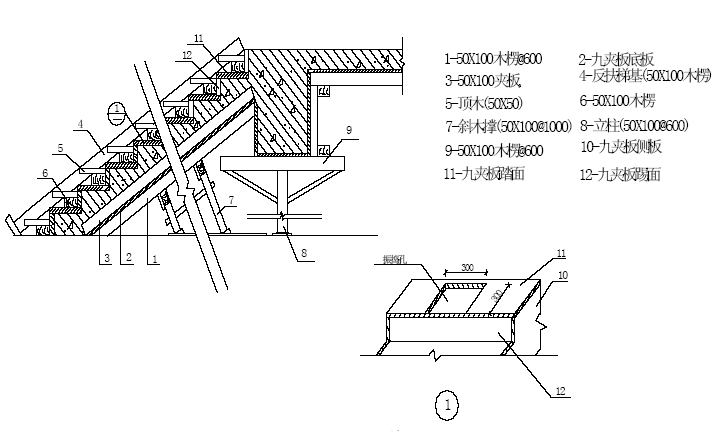 1-50X100木楞@600
2-九夹板底板
3-50X100夹板
4-反扶梯基(50X100木楞)
5-顶木(50X50)
6-50X100木楞
7-斜木撑(50X100@1000)
8-立柱(50X100@600)
9-50X100木楞@600
10-九夹板侧板
11-九夹板踏面
12-九夹板踢面
11
12
1
4
5
6
3
2
1
7
8
9
振捣孔
300
300
11
10
12
1